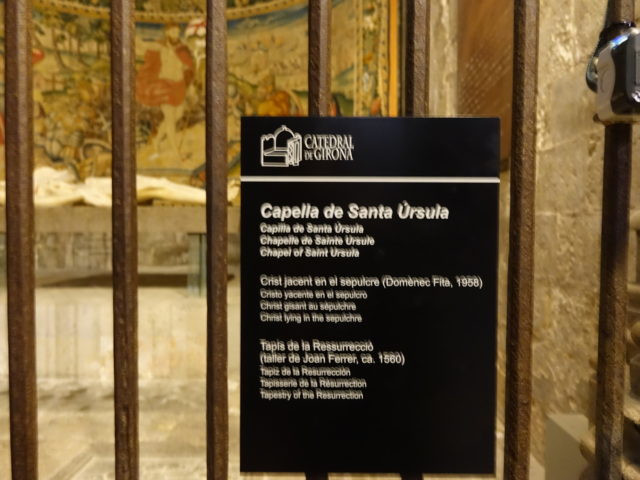 CATEDRAL
DE GIRONA
Capella de Santa Úrsula
Capilla de Santa Úrsula
Chapelle de Sainte Ursule
Chapel of Saint Ursula
Crist jacent en el sepulcre (Domènec Fita, 1958)
Cristo yacente en el sepulcro
Christ gisant au sépulchre
Christ lying in the sepulchre
Tapís de la Ressurrecció
(taller de Joan Ferrer, ca. 1560)
Tapiz de la Resurrección
Tapisserie de la Résurrection
Tapestry of the Resurrection